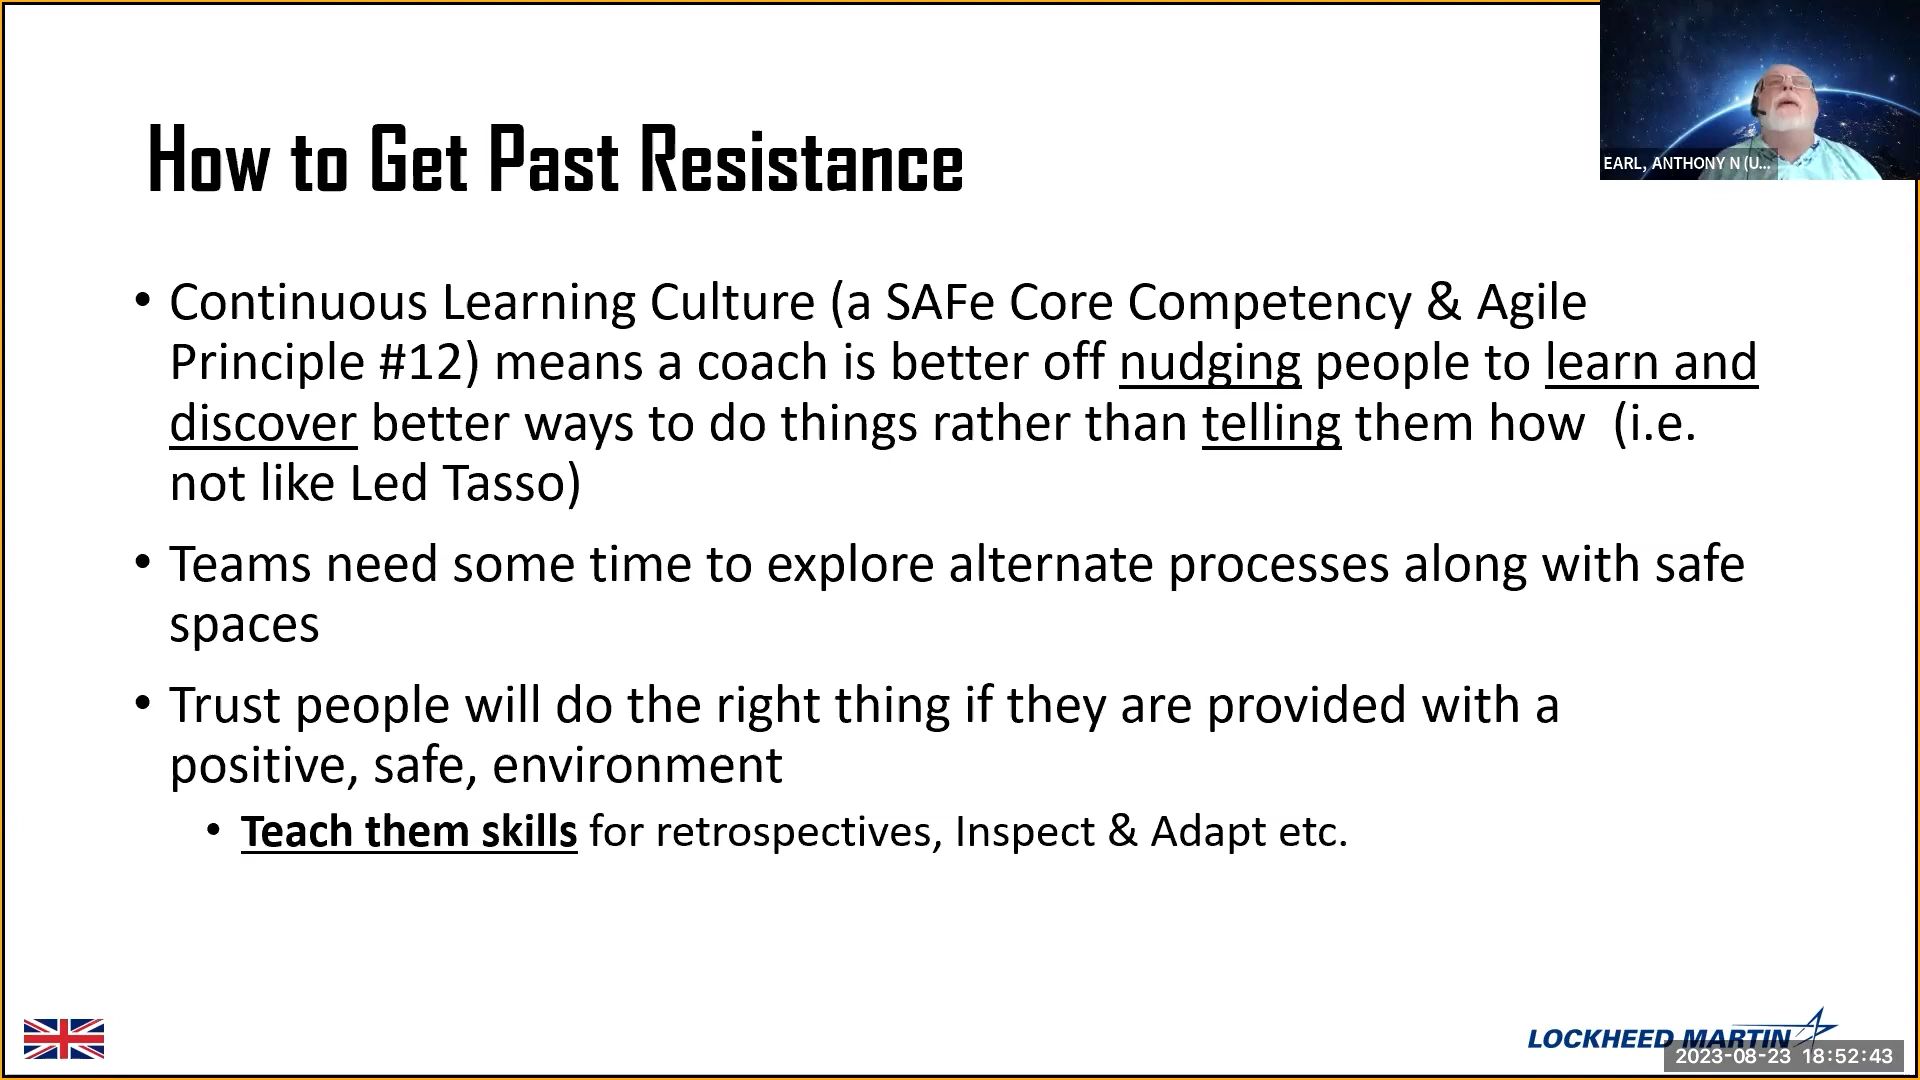 EARL, ANTHONY N (U...
How to Get Past Resistance
• Continuous Learning Culture (a SAFe Core Competency & Agile
Principle #12) means a coach is better off nudging people to learn and
discover better ways to do things rather than telling them how (i.e.
not like Led Tasso)
• Teams need some time to explore alternate processes along with safe
spaces
• Trust people will do the right thing if they are provided with a
positive, safe, environment
• Teach them skills for retrospectives, Inspect & Adapt etc.
LOCKHEED MARTIN
2023-08-23 18:52:43